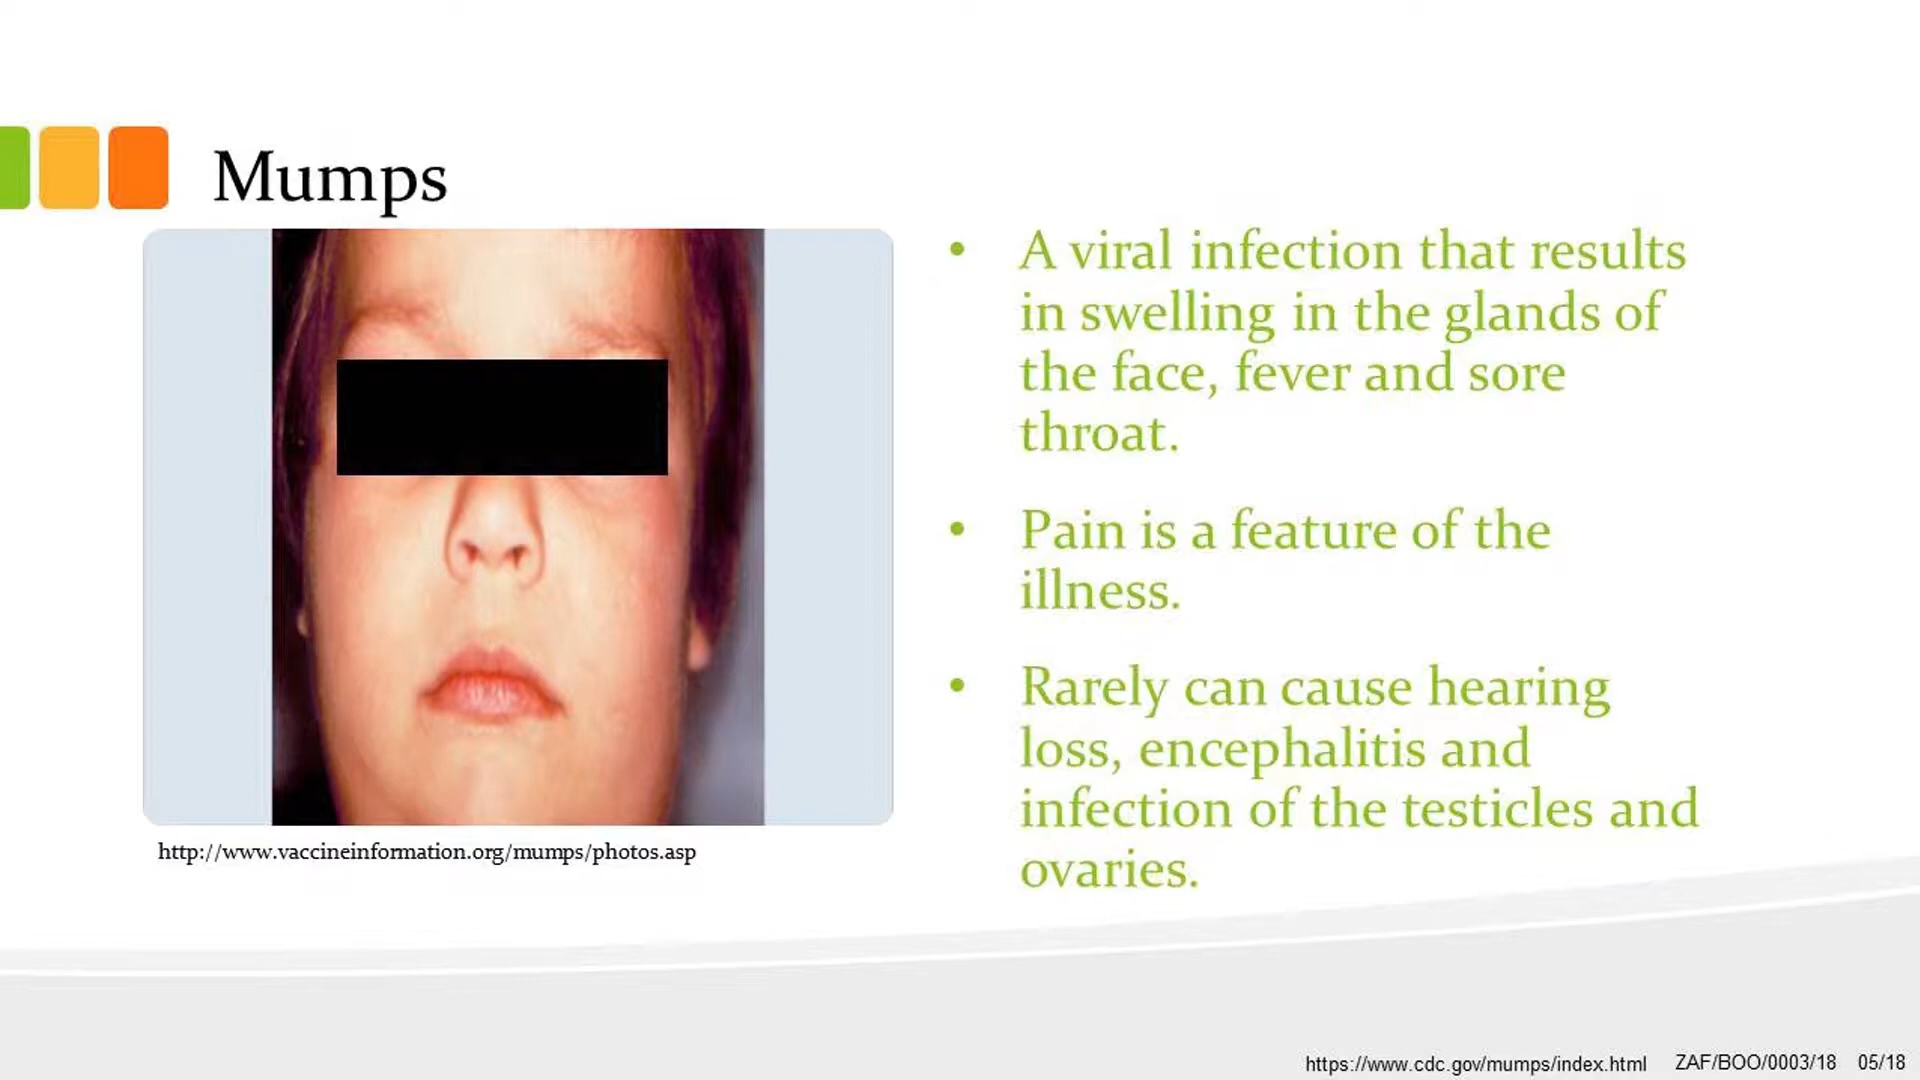 Mumps
• A viral infection that results
in swelling in the glands of
the face, fever and sore
throat.
• Pain is a feature of the
illness.
• Rarely can cause hearing
loss, encephalitis and
infection of the testicles and
ovaries.
http://www.vaccineinformation.org/mumps/photos.asp
https://www.cdc.gov/mumps/index.html ZAF/BOO/0003/18 05/18